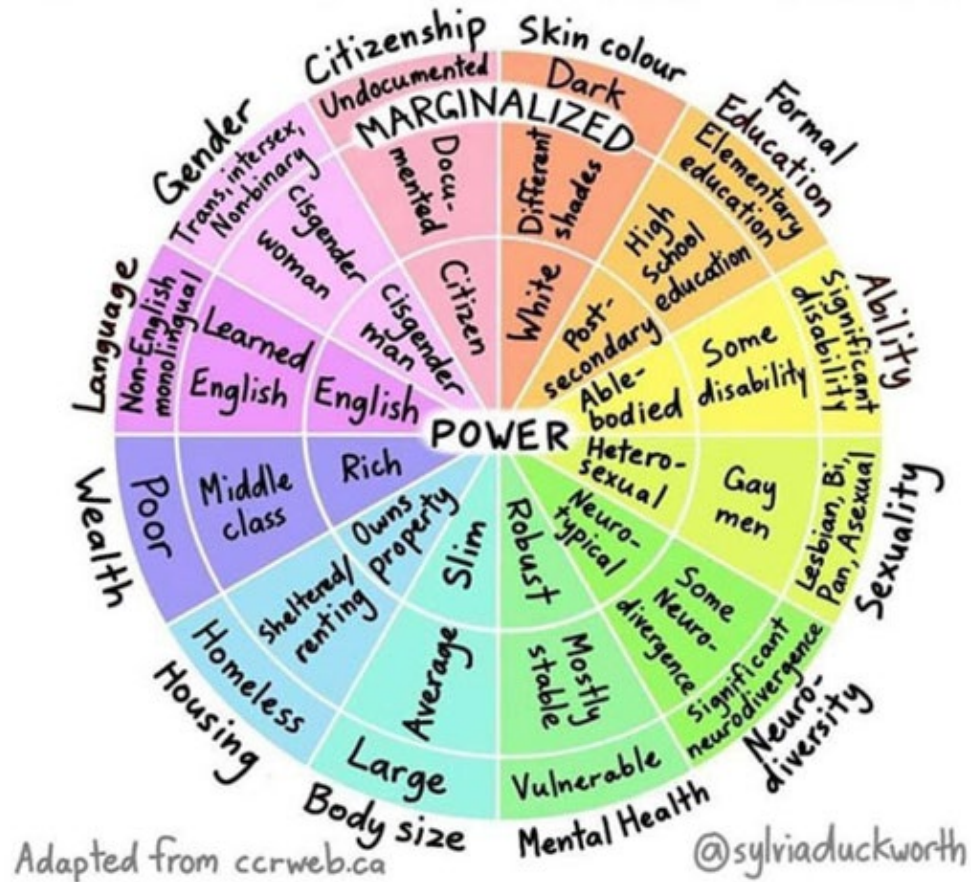 Citizenship
Undocumented
Docu-
mented
Citizen
Skin colour
Dark
Different
shades
White
Formal
Education
Elementary
education
High
school
education
Post-
secondary
Ability
Significant
disability
Some
disability
Able-
bodied
Sexuality
Lesbian, Bi,
Pan, Asexual
Gay
men
Hetero-
sexual
Neuro-
diversity
Significant
neurodivergence
Some
Neuro-
divergence
Neuro-
typical
Mental Health
Vulnerable
Mostly
stable
Robust
Body size
Large
Average
Slim
Housing
Homeless
Sheltered/
renting
Owns
property
Wealth
Poor
Middle
class
Rich
Language
Non-English
monolingual
Learned
English
English
Gender
Trans, intersex,
Non-binary
Cisgender
woman
Cisgender
man
MARGINALIZED
POWER
Adapted from ccrweb.ca
@sylviaduckworth